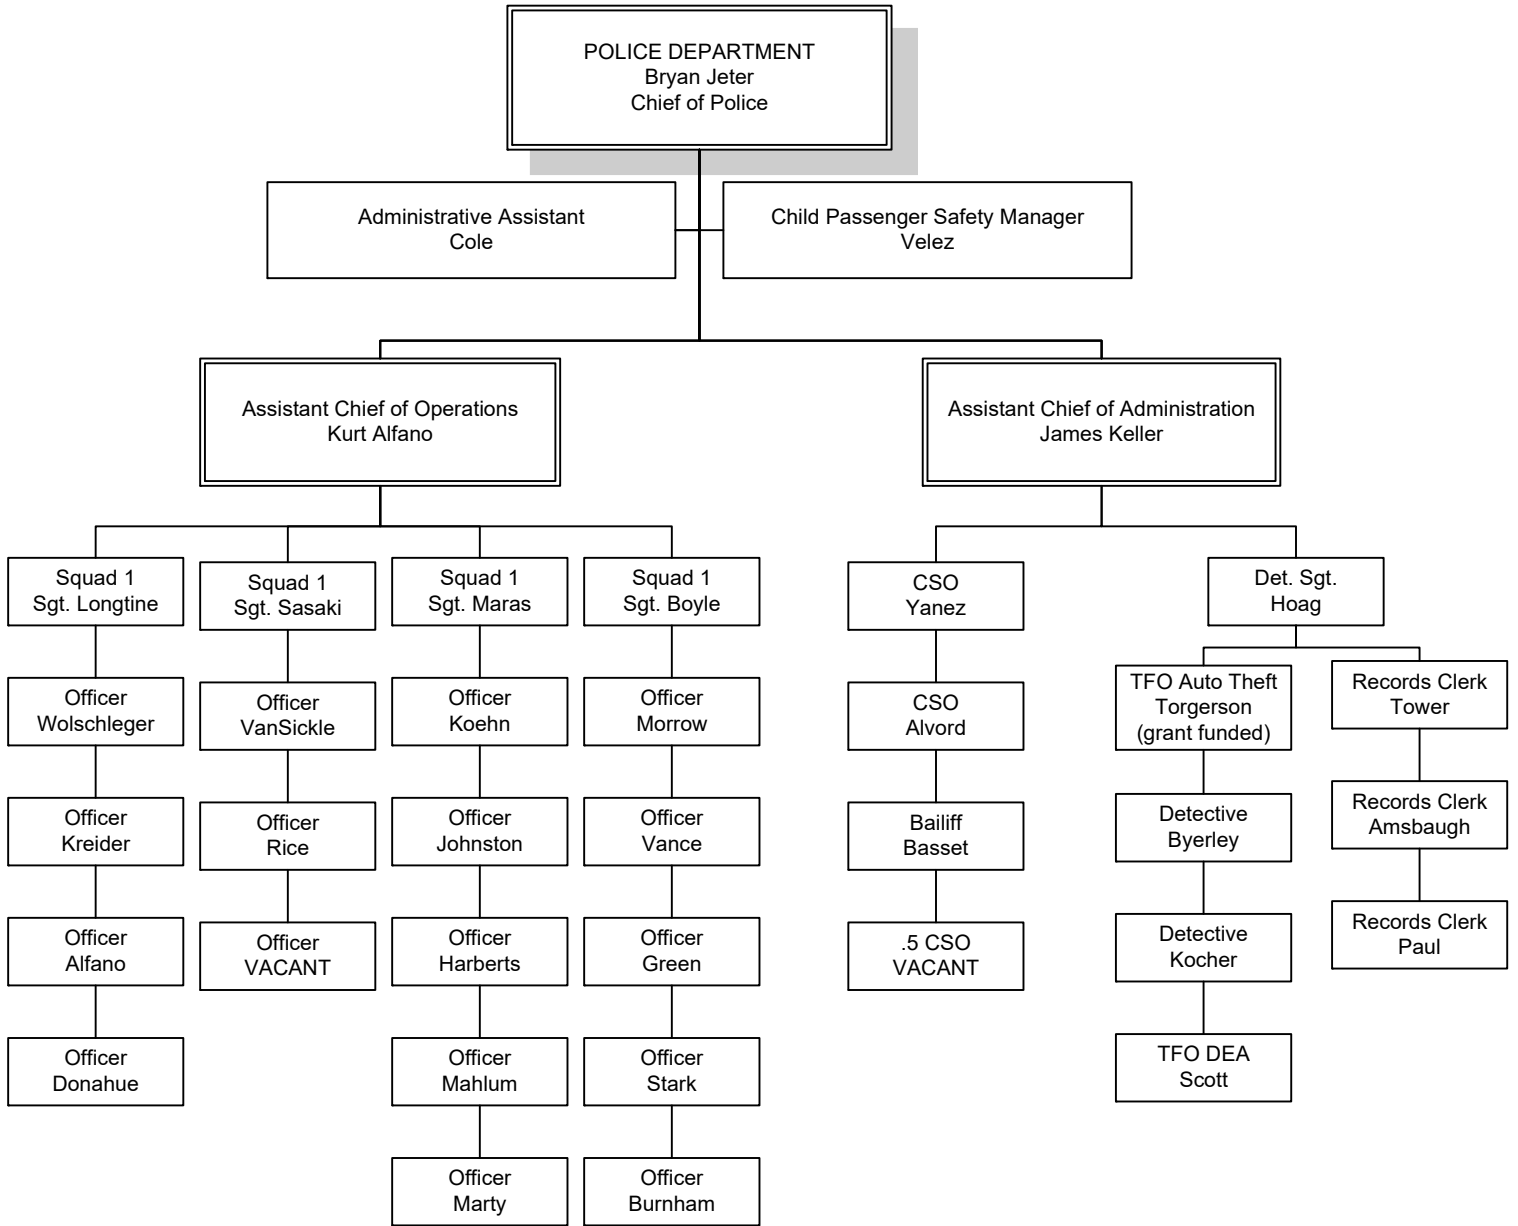 POLICE DEPARTMENT
Bryan Jeter
Chief of Police
Administrative Assistant
Cole
Child Passenger Safety Manager
Velez
Assistant Chief of Operations
Kurt Alfano
Assistant Chief of Administration
James Keller
Squad 1
Sgt. Longtine
Officer
Wolschleger
Officer
Kreider
Officer
Alfano
Officer
Donahue
Squad 1
Sgt. Sasaki
Officer
VanSickle
Officer
Rice
Officer
VACANT
Squad 1
Sgt. Maras
Officer
Koehn
Officer
Johnston
Officer
Harberts
Officer
Mahlum
Officer
Marty
Squad 1
Sgt. Boyle
Officer
Morrow
Officer
Vance
Officer
Green
Officer
Stark
Officer
Burnham
CSO
Yanez
CSO
Alvord
Bailiff
Basset
.5 CSO
VACANT
Det. Sgt.
Hoag
TFO Auto Theft
Torgerson
(grant funded)
Detective
Byerley
Detective
Kocher
TFO DEA
Scott
Records Clerk
Tower
Records Clerk
Amsbaugh
Records Clerk
Paul